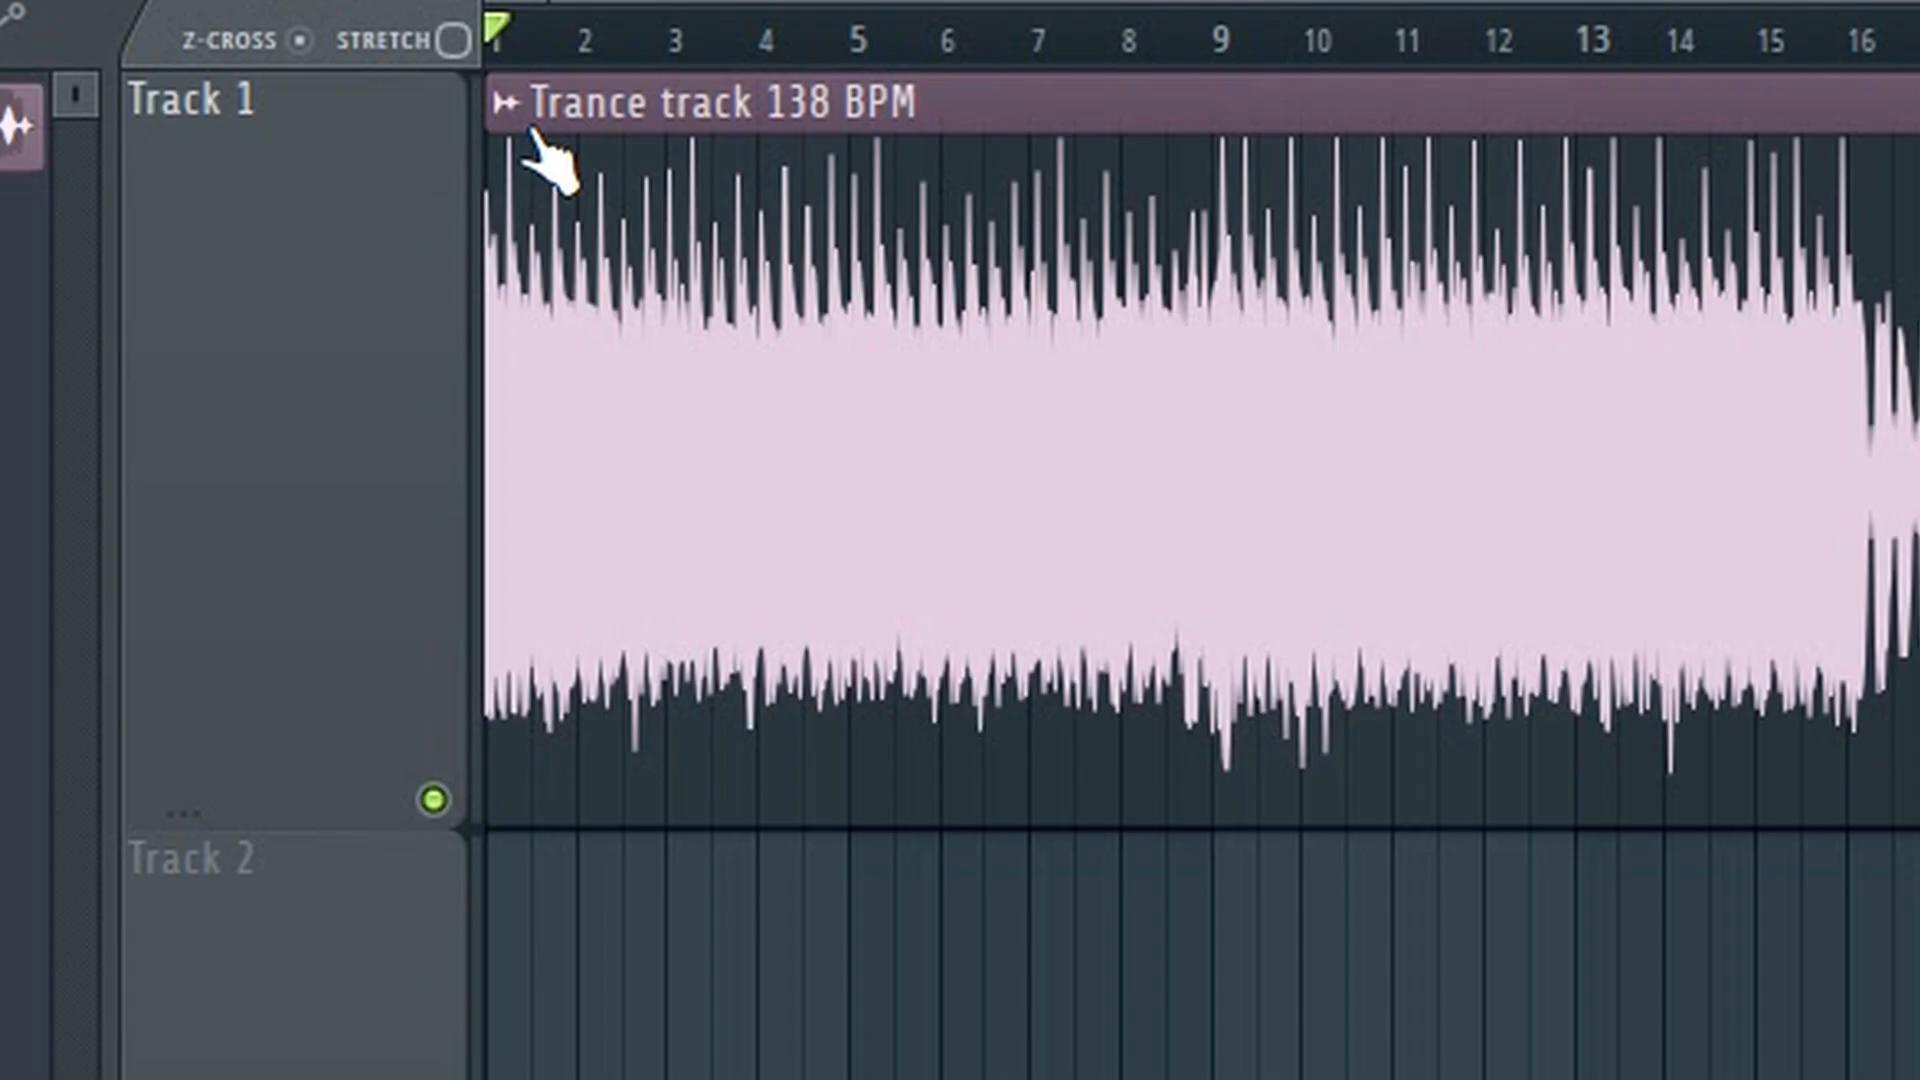 Z-CROSS STRETCH 1 2 3 4 5 6 7 8 9 10 11 12 13 14 15 16
Track 1
Trance track 138 BPM
Track 2